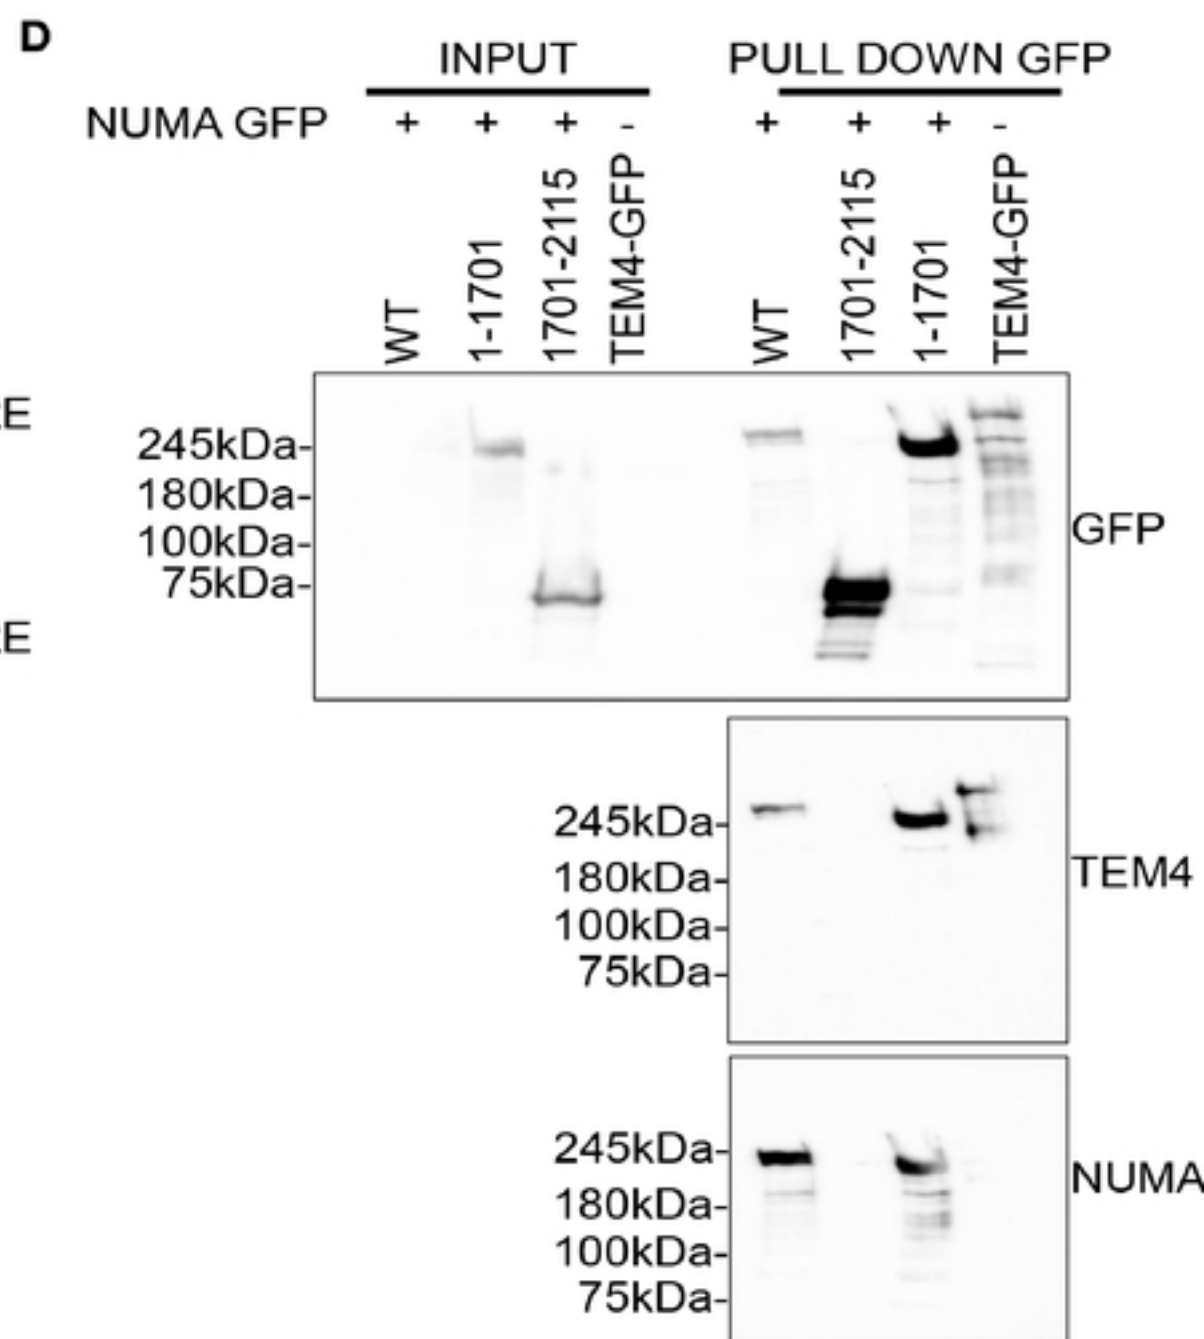 D
INPUT PULL DOWN GFP
NUMA GFP + + + - + + + -
WT 1-1701 1701-2115 TEM4-GFP WT 1701-2115 1-1701 TEM4-GFP
E
245kDa-
180kDa-
100kDa-
75kDa-
GFP
E
245kDa-
180kDa-
100kDa-
75kDa-
TEM4
245kDa-
180kDa-
100kDa-
75kDa-
NUMA